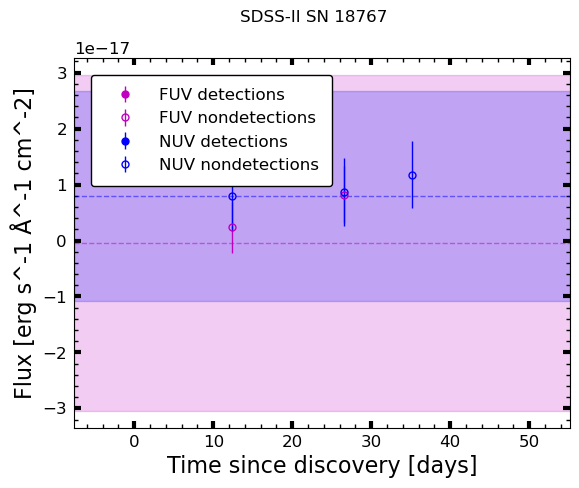 SDSS-II SN 18767
1e−17
FUV detections
FUV nondetections
NUV detections
NUV nondetections
3
2
1
0
−1
−2
−3
Flux [erg s^-1 Å^-1 cm^-2]
0 10 20 30 40 50
Time since discovery [days]